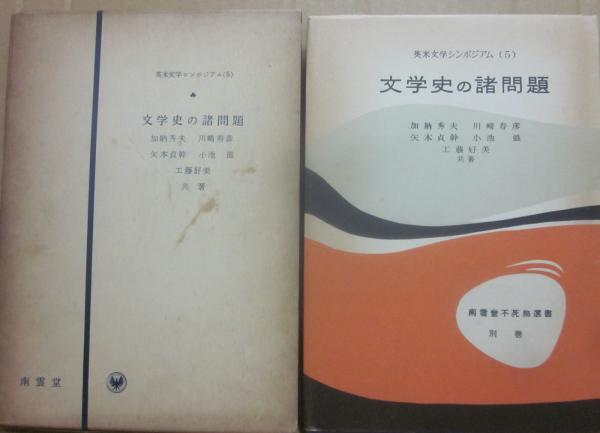 英米文学シンポジアム(5)
文学史の諸問題
加納秀夫 川崎寿彦
矢本貞幹 小池 滋
工藤好美
共著
南雲堂
英米文学シンポジアム(5)
文学史の諸問題
加納秀夫 川﨑寿彦
矢本貞幹 小池 滋
工藤好美
共著
南雲堂不死鳥選書
別巻